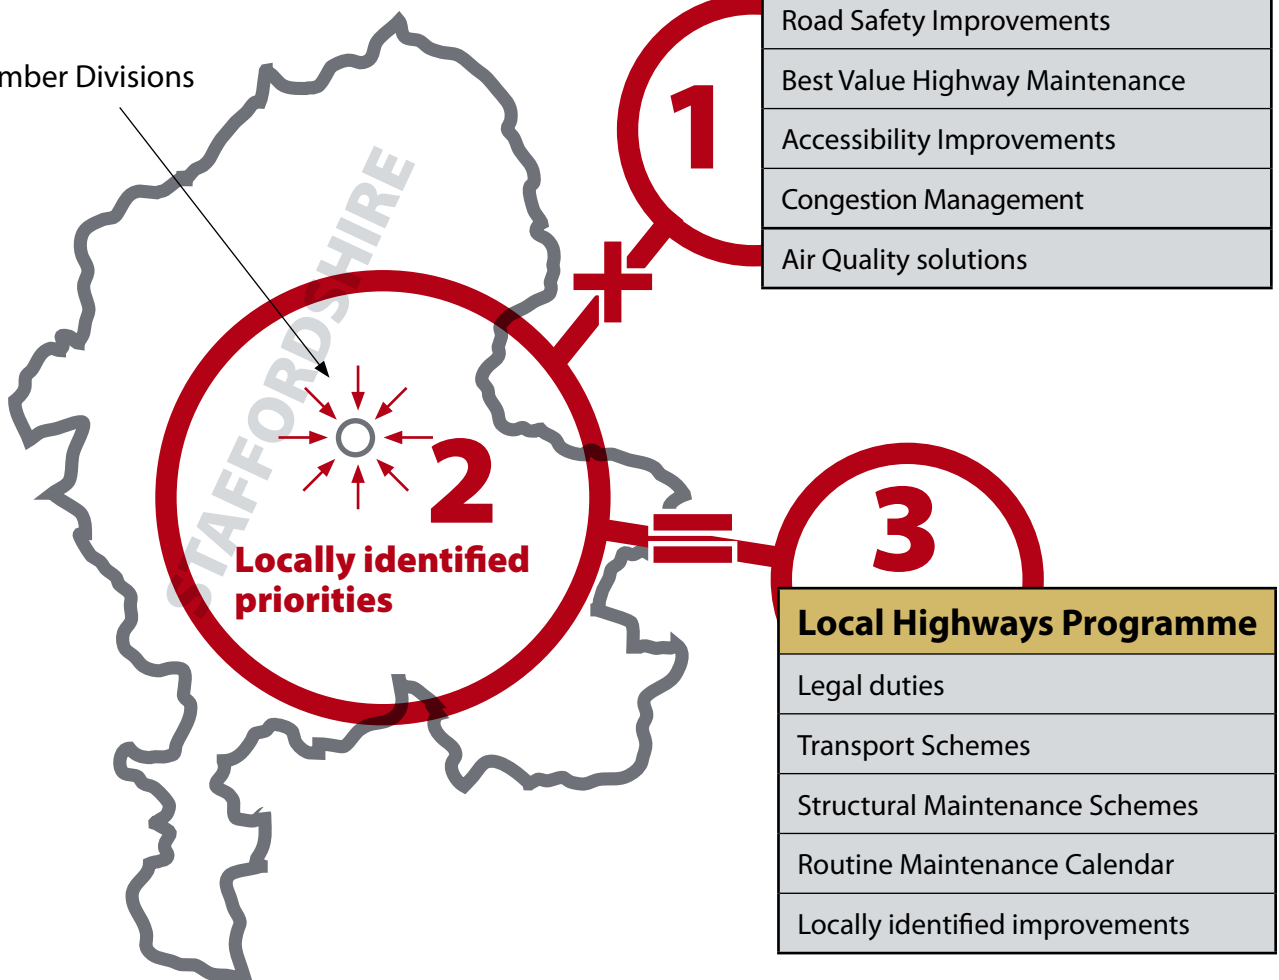 Road Safety Improvements
Best Value Highway Maintenance
Accessibility Improvements
Congestion Management
Air Quality solutions
1
Divisions
STAFFORDSHIRE
2
Locally identified
priorities
3
Local Highways Programme
Legal duties
Transport Schemes
Structural Maintenance Schemes
Routine Maintenance Calendar
Locally identified improvements